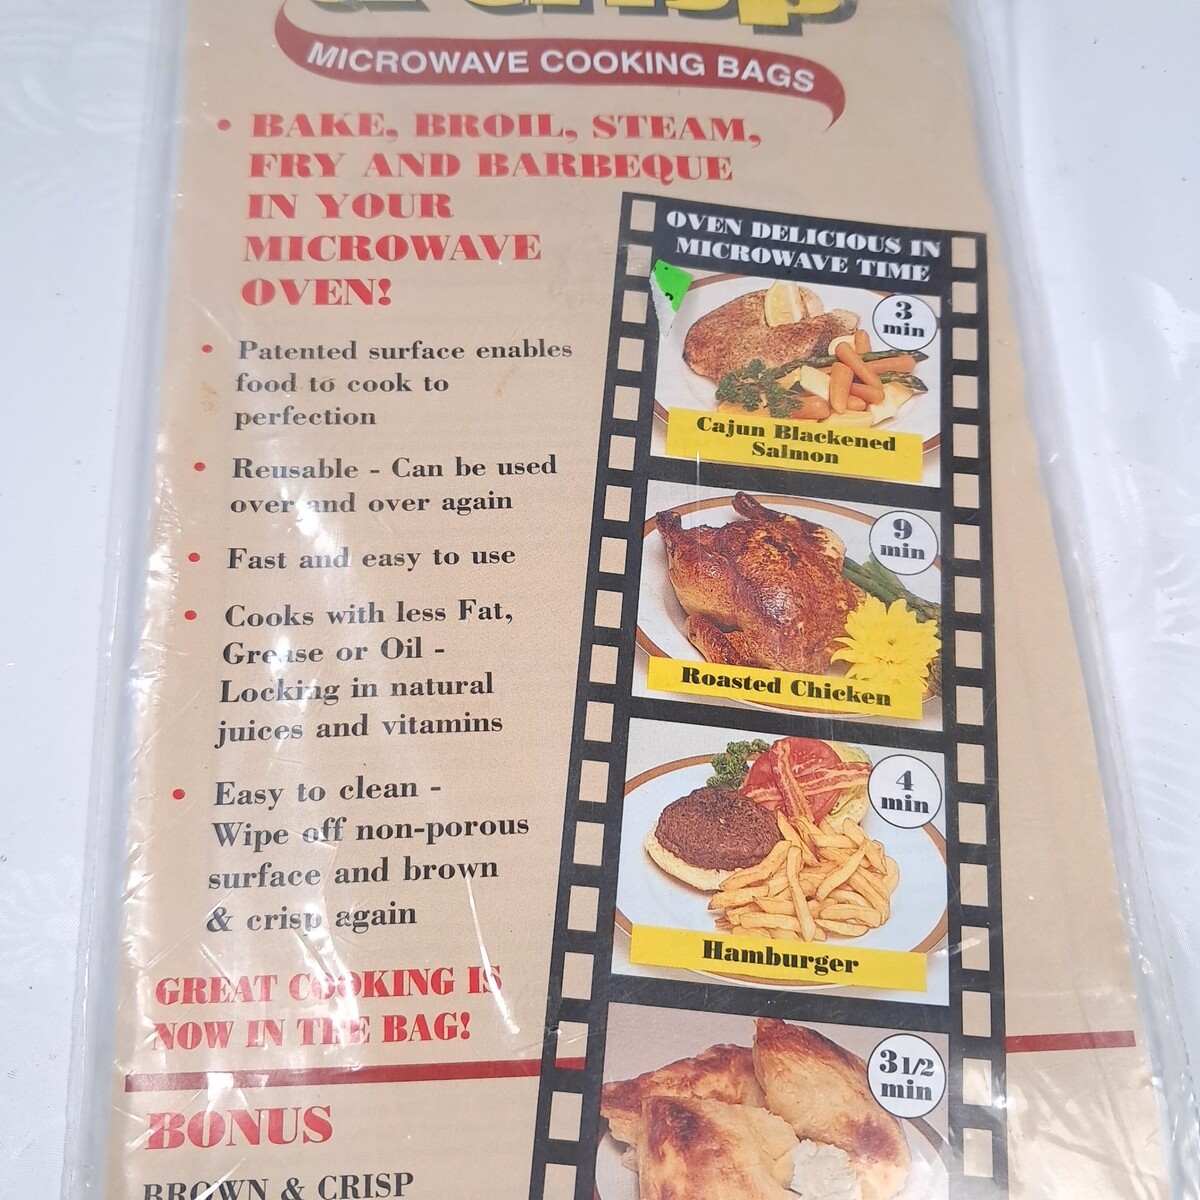 & Crisp
MICROWAVE COOKING BAGS
• BAKE, BROIL, STEAM,
FRY AND BARBEQUE
IN YOUR
MICROWAVE
OVEN!
• Patented surface enables
food to cook to
perfection
• Reusable - Can be used
over and over again
• Fast and easy to use
• Cooks with less Fat,
Grease or Oil -
Locking in natural
juices and vitamins
• Easy to clean -
Wipe off non-porous
surface and brown
& crisp again
GREAT COOKING IS
NOW IN THE BAG!
BONUS
BROWN & CRISP
OVEN DELICIOUS IN
MICROWAVE TIME
3
min
Cajun Blackened
Salmon
9
min
Roasted Chicken
4
min
Hamburger
3 1/2
min